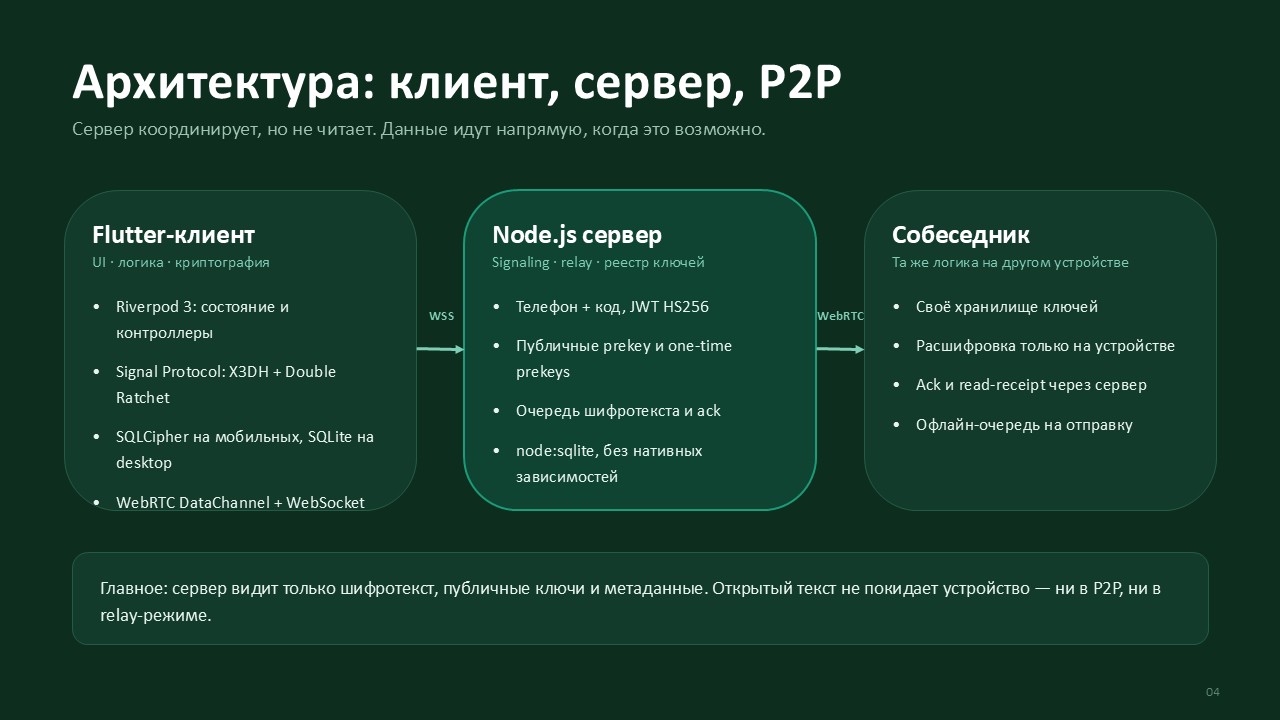 Архитектура: клиент, сервер, P2P
Сервер координирует, но не читает. Данные идут напрямую, когда это возможно.
Flutter-клиент
UI · логика · криптография
• Riverpod 3: состояние и
контроллеры
• Signal Protocol: X3DH + Double
Ratchet
• SQLCipher на мобильных, SQLite на
desktop
• WebRTC DataChannel + WebSocket
WSS
Node.js сервер
Signaling · relay · реестр ключей
• Телефон + код, JWT HS256
• Публичные prekey и one-time
prekeys
• Очередь шифротекста и ack
• node:sqlite, без нативных
зависимостей
WebRTC
Собеседник
Та же логика на другом устройстве
• Своё хранилище ключей
• Расшифровка только на устройстве
• Ack и read-receipt через сервер
• Офлайн-очередь на отправку
Главное: сервер видит только шифротекст, публичные ключи и метаданные. Открытый текст не покидает устройство — ни в P2P, ни в
relay-режиме.
04